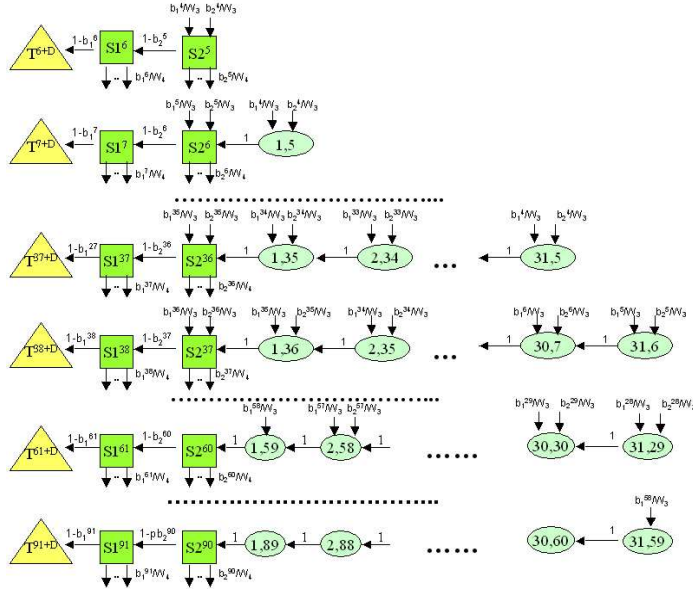 b₁⁴/W₃ b₂⁴/W₃
T⁶⁺ᴰ 1-b₁⁶ S1⁶ 1-b₂⁵ S2⁵
b₁⁶/W₄ b₂⁵/W₄
b₁⁵/W₃ b₂⁵/W₃ b₁⁴/W₃ b₂⁴/W₃
T⁷⁺ᴰ 1-b₁⁷ S1⁷ 1-b₂⁶ S2⁶ 1 1,5
b₁⁷/W₄ b₂⁶/W₄
b₁³⁵/W₃ b₂³⁵/W₃ b₁³⁴/W₃ b₂³⁴/W₃ b₁³³/W₃ b₂³³/W₃ b₁⁴/W₃ b₂⁴/W₃
T³⁷⁺ᴰ 1-b₁²⁷ S1³⁷ 1-b₂³⁶ S2³⁶ 1 1,35 1 2,34 ... 1 31,5
b₁³⁷/W₄ b₂³⁶/W₄
b₁³⁶/W₃ b₂³⁶/W₃ b₁³⁵/W₃ b₂³⁵/W₃ b₁³⁴/W₃ b₂³⁴/W₃ b₁⁶/W₃ b₂⁶/W₃ b₁⁵/W₃ b₂⁵/W₃
T³⁸⁺ᴰ 1-b₁³⁸ S1³⁸ 1-b₂³⁷ S2³⁷ 1 1,36 1 2,35 ... 1 30,7 1 31,6
b₁³⁸/W₄ b₂³⁷/W₄
b₁⁵⁸/W₃ b₁⁵⁷/W₃ b₂⁵⁷/W₃ b₁²⁹/W₃ b₂²⁹/W₃ b₁²⁸/W₃ b₂²⁸/W₃
T⁶¹⁺ᴰ 1-b₁⁶¹ S1⁶¹ 1-b₂⁶⁰ S2⁶⁰ 1 1,59 1 2,58 1 ...... 30,30 1 31,29
b₁⁶¹/W₄ b₂⁶⁰/W₄
b₁⁵⁸/W₃
T⁹¹⁺ᴰ 1-b₁⁹¹ S1⁹¹ 1-pb₂⁹⁰ S2⁹⁰ 1 1,89 1 2,88 1 ...... 30,60 1 31,59
b₁⁹¹/W₄ b₂⁹⁰/W₄